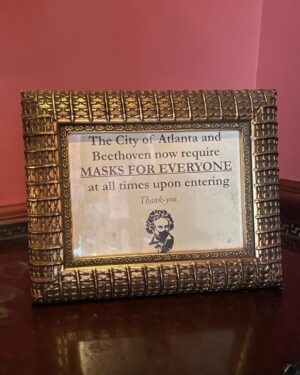 The City of Atlanta and
Beethoven now require
MASKS FOR EVERYONE
at all times upon entering
Thank-you.